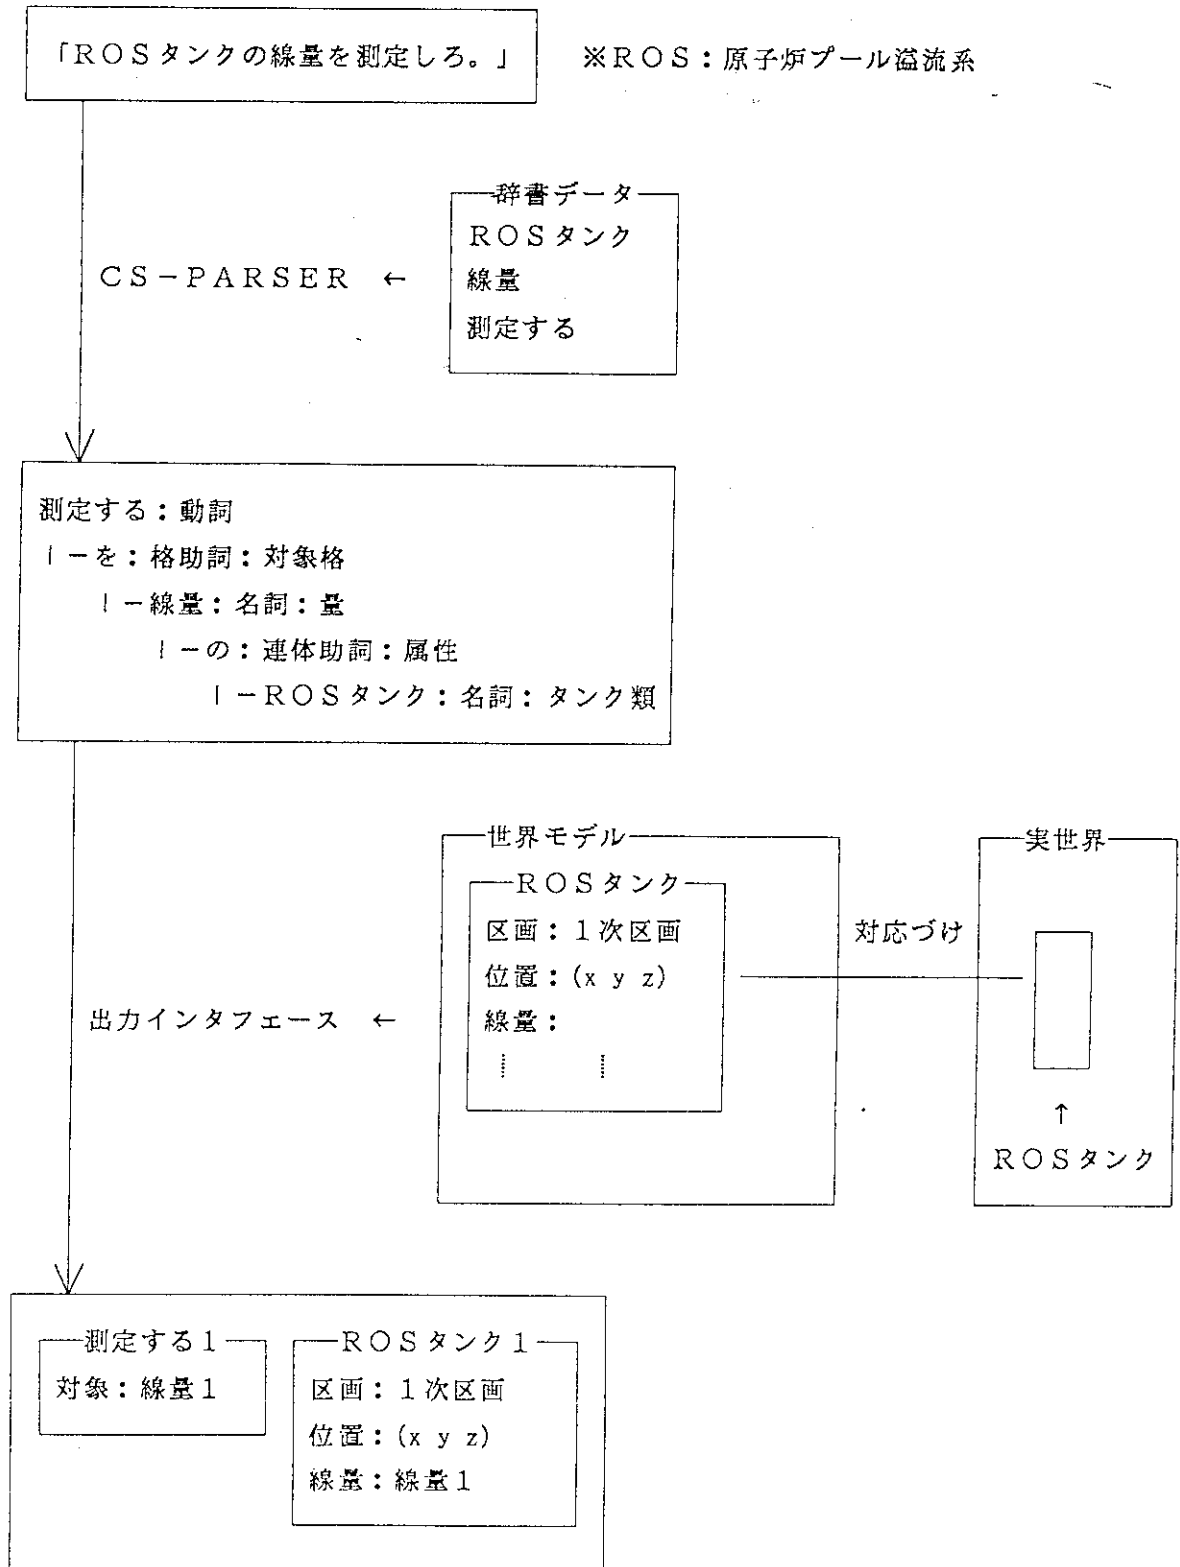 「ROSタンクの線量を測定しろ。」 ※ROS:原子炉プール溢流系
辞書データ
ROSタンク
CS-PARSER ← 線量
測定する
測定する:動詞
|-を:格助詞:対象格
|-線量:名詞:量
|-の:連体助詞:属性
|-ROSタンク:名詞:タンク類
世界モデル
実世界
ROSタンク
区画:1次区画
対応づけ
位置:(x y z)
出力インタフェース ← 線量:
↑
ROSタンク
測定する1
対象:線量1
ROSタンク1
区画:1次区画
位置:(x y z)
線量:線量1